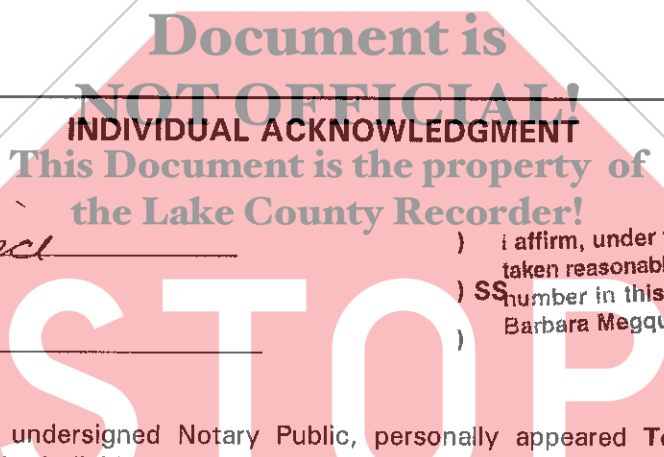 Document is
NOT OFFICIAL!
INDIVIDUAL ACKNOWLEDGMENT
This Document is the property of
the Lake County Recorder!
) I affirm, under
taken reasonabl
) SS number in this
Barbara Megqu
)
STOP
undersigned Notary Public, personally appeared